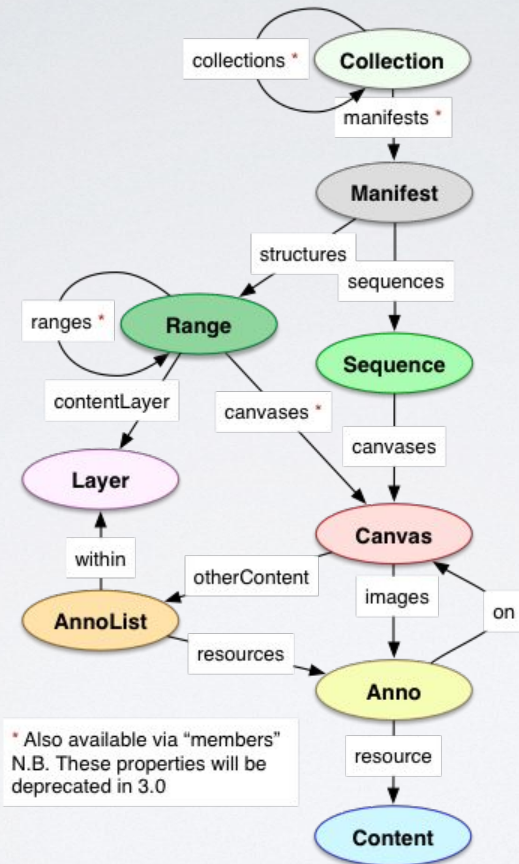 Collection
collections *
manifests *
Manifest
structures
sequences
ranges *
Range
Sequence
contentLayer
canvases *
canvases
Layer
Canvas
within
otherContent
images
on
AnnoList
resources
Anno
* Also available via “members”
N.B. These properties will be
deprecated in 3.0
resource
Content